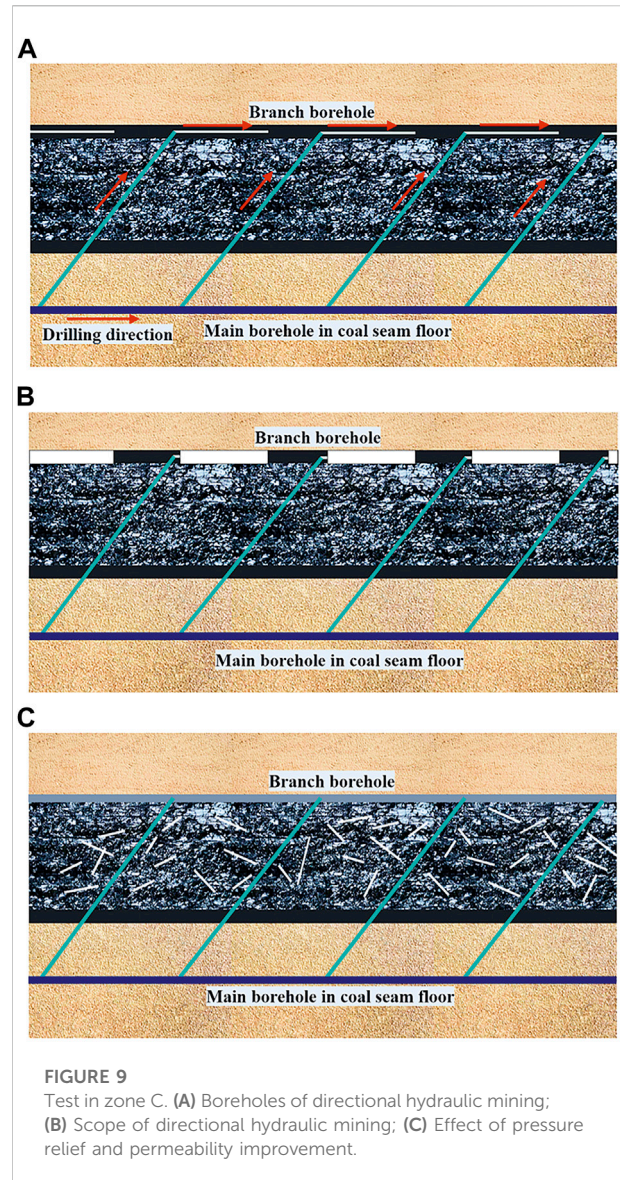 A
Branch borehole
Drilling direction
Main borehole in coal seam floor
B
Branch borehole
Main borehole in coal seam floor
C
Branch borehole
Main borehole in coal seam floor
FIGURE 9
Test in zone C. (A) Boreholes of directional hydraulic mining;
(B) Scope of directional hydraulic mining; (C) Effect of pressure
relief and permeability improvement.